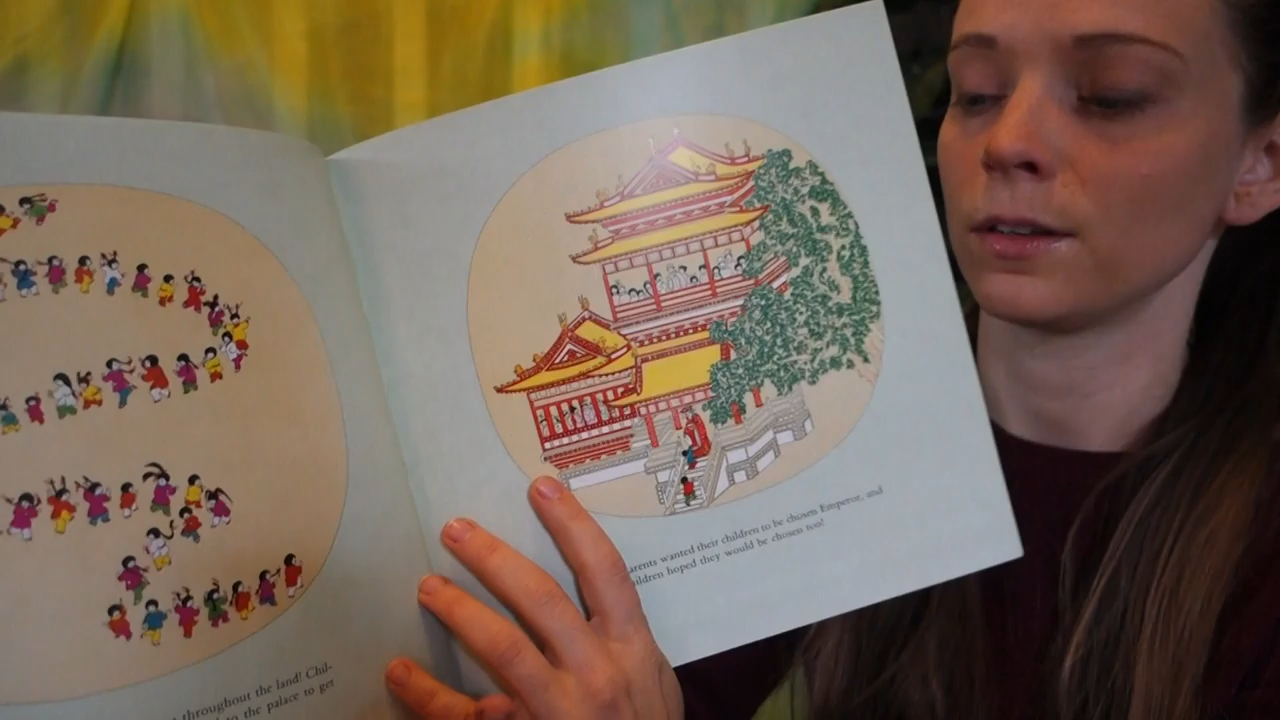 throughout the land! Chil-
to the palace to get
arents wanted their children to be chosen Emperor, and
ildren hoped they would be chosen too!